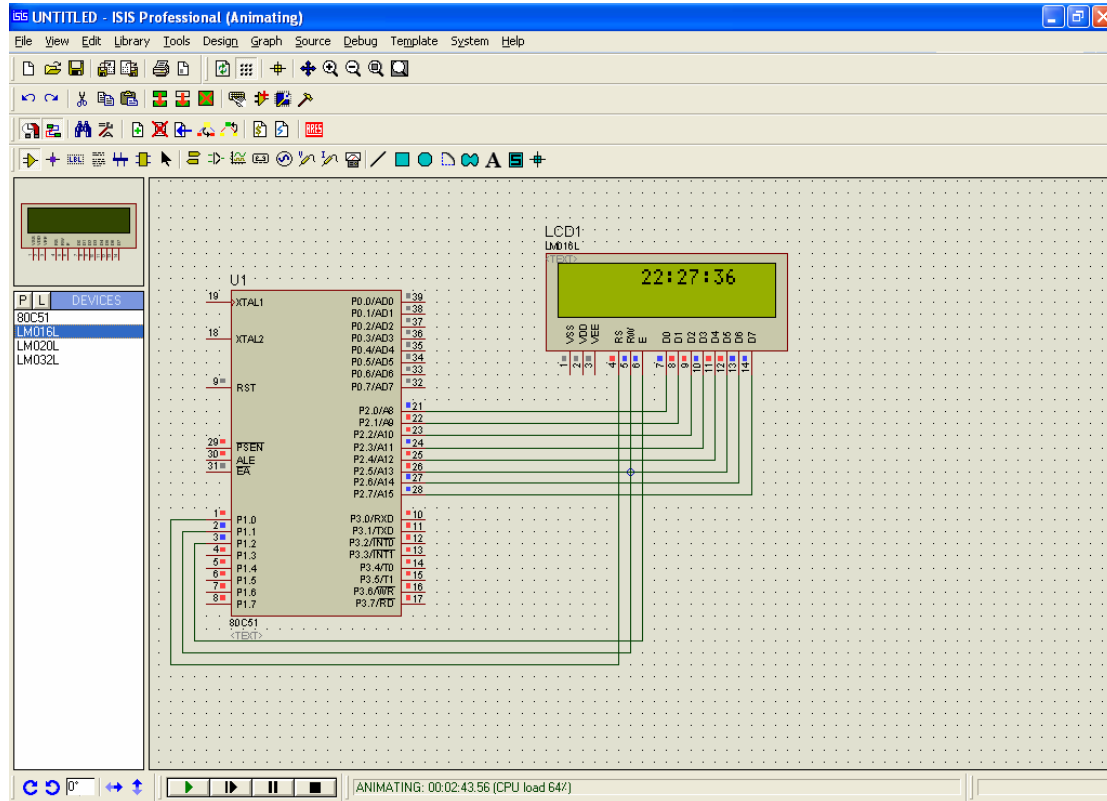 ISIS UNTITLED - ISIS Professional (Animating)
File View Edit Library Tools Design Graph Source Debug Template System Help
ARES
LBL
A
S
P L DEVICES
80C51
LM016L
LM020L
LM032L
LCD1
LM016L
<TEXT>
22:27:36
VSS VDD VEE RS RW E D0 D1 D2 D3 D4 D5 D6 D7
1 2 3 4 5 6 7 8 9 10 11 12 13 14
U1
19 XTAL1 P0.0/AD0 39
P0.1/AD1 38
P0.2/AD2 37
18 XTAL2 P0.3/AD3 36
P0.4/AD4 35
P0.5/AD5 34
P0.6/AD6 33
9 RST P0.7/AD7 32
P2.0/A8 21
P2.1/A9 22
P2.2/A10 23
29 PSEN P2.3/A11 24
30 ALE P2.4/A12 25
31 EA P2.5/A13 26
P2.6/A14 27
P2.7/A15 28
1 P1.0 P3.0/RXD 10
2 P1.1 P3.1/TXD 11
3 P1.2 P3.2/INT0 12
4 P1.3 P3.3/INT1 13
5 P1.4 P3.4/T0 14
6 P1.5 P3.5/T1 15
7 P1.6 P3.6/WR 16
8 P1.7 P3.7/RD 17
80C51
<TEXT>
0°
ANIMATING: 00:02:43.56 (CPU load 64%)